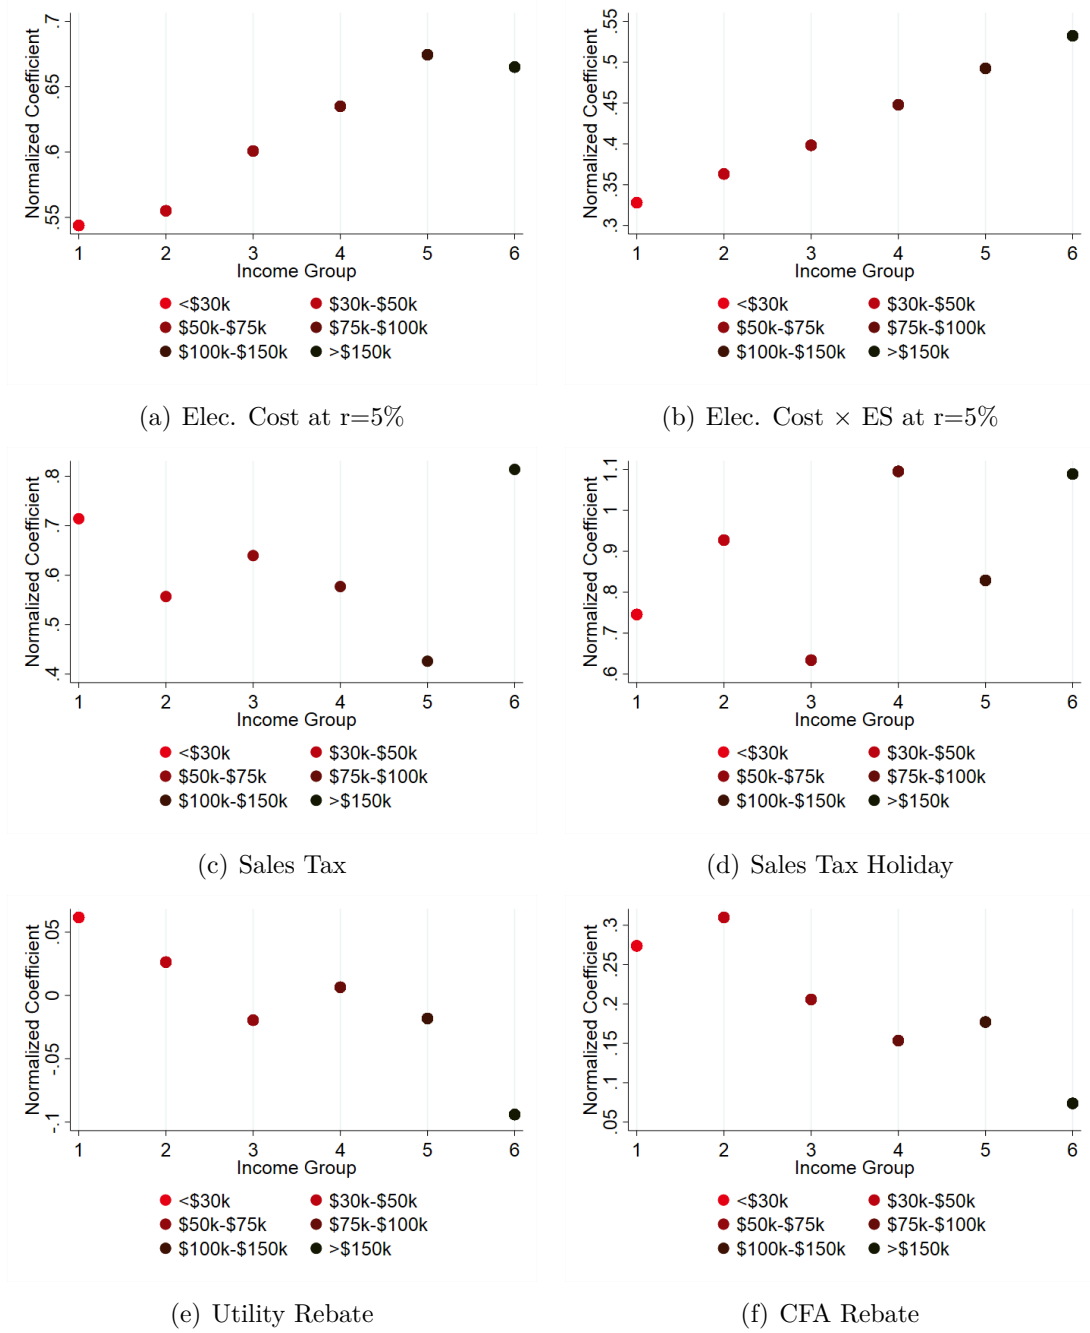 Normalized Coefficient
.7
.65
.6
.55
1 2 3 4 5 6
Income Group
<$30k $30k-$50k
$50k-$75k $75k-$100k
$100k-$150k >$150k
(a) Elec. Cost at r=5%
Normalized Coefficient
.55
.5
.45
.4
.35
.3
1 2 3 4 5 6
Income Group
<$30k $30k-$50k
$50k-$75k $75k-$100k
$100k-$150k >$150k
(b) Elec. Cost × ES at r=5%
Normalized Coefficient
.8
.7
.6
.5
.4
1 2 3 4 5 6
Income Group
<$30k $30k-$50k
$50k-$75k $75k-$100k
$100k-$150k >$150k
(c) Sales Tax
Normalized Coefficient
1.1
1
.9
.8
.7
.6
1 2 3 4 5 6
Income Group
<$30k $30k-$50k
$50k-$75k $75k-$100k
$100k-$150k >$150k
(d) Sales Tax Holiday
Normalized Coefficient
.05
0
-.05
-.1
1 2 3 4 5 6
Income Group
<$30k $30k-$50k
$50k-$75k $75k-$100k
$100k-$150k >$150k
(e) Utility Rebate
Normalized Coefficient
.3
.25
.2
.15
.1
.05
1 2 3 4 5 6
Income Group
<$30k $30k-$50k
$50k-$75k $75k-$100k
$100k-$150k >$150k
(f) CFA Rebate